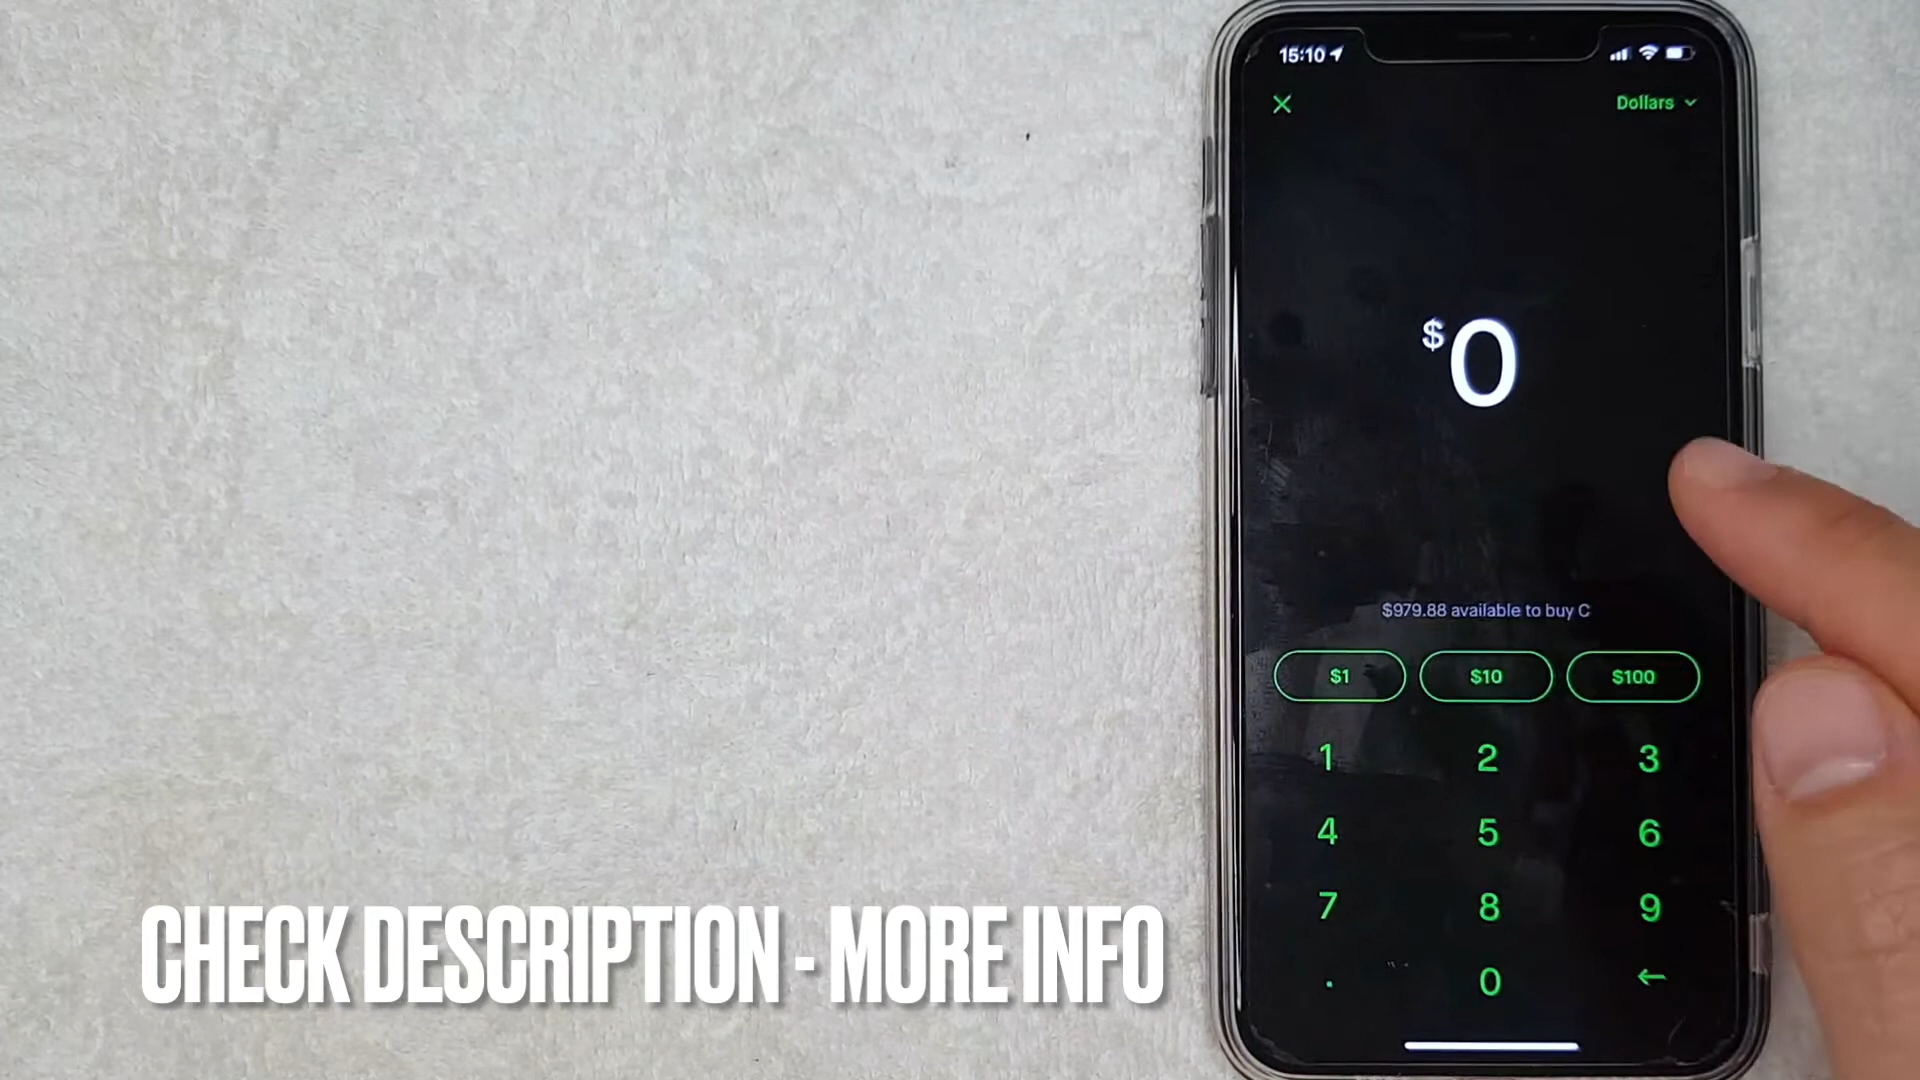 15:10
Dollars
$0
$979.88 available to buy C
$1 $10 $100
1 2 3
4 5 6
7 8 9
. 0 ←
CHECK DESCRIPTION - MORE INFO